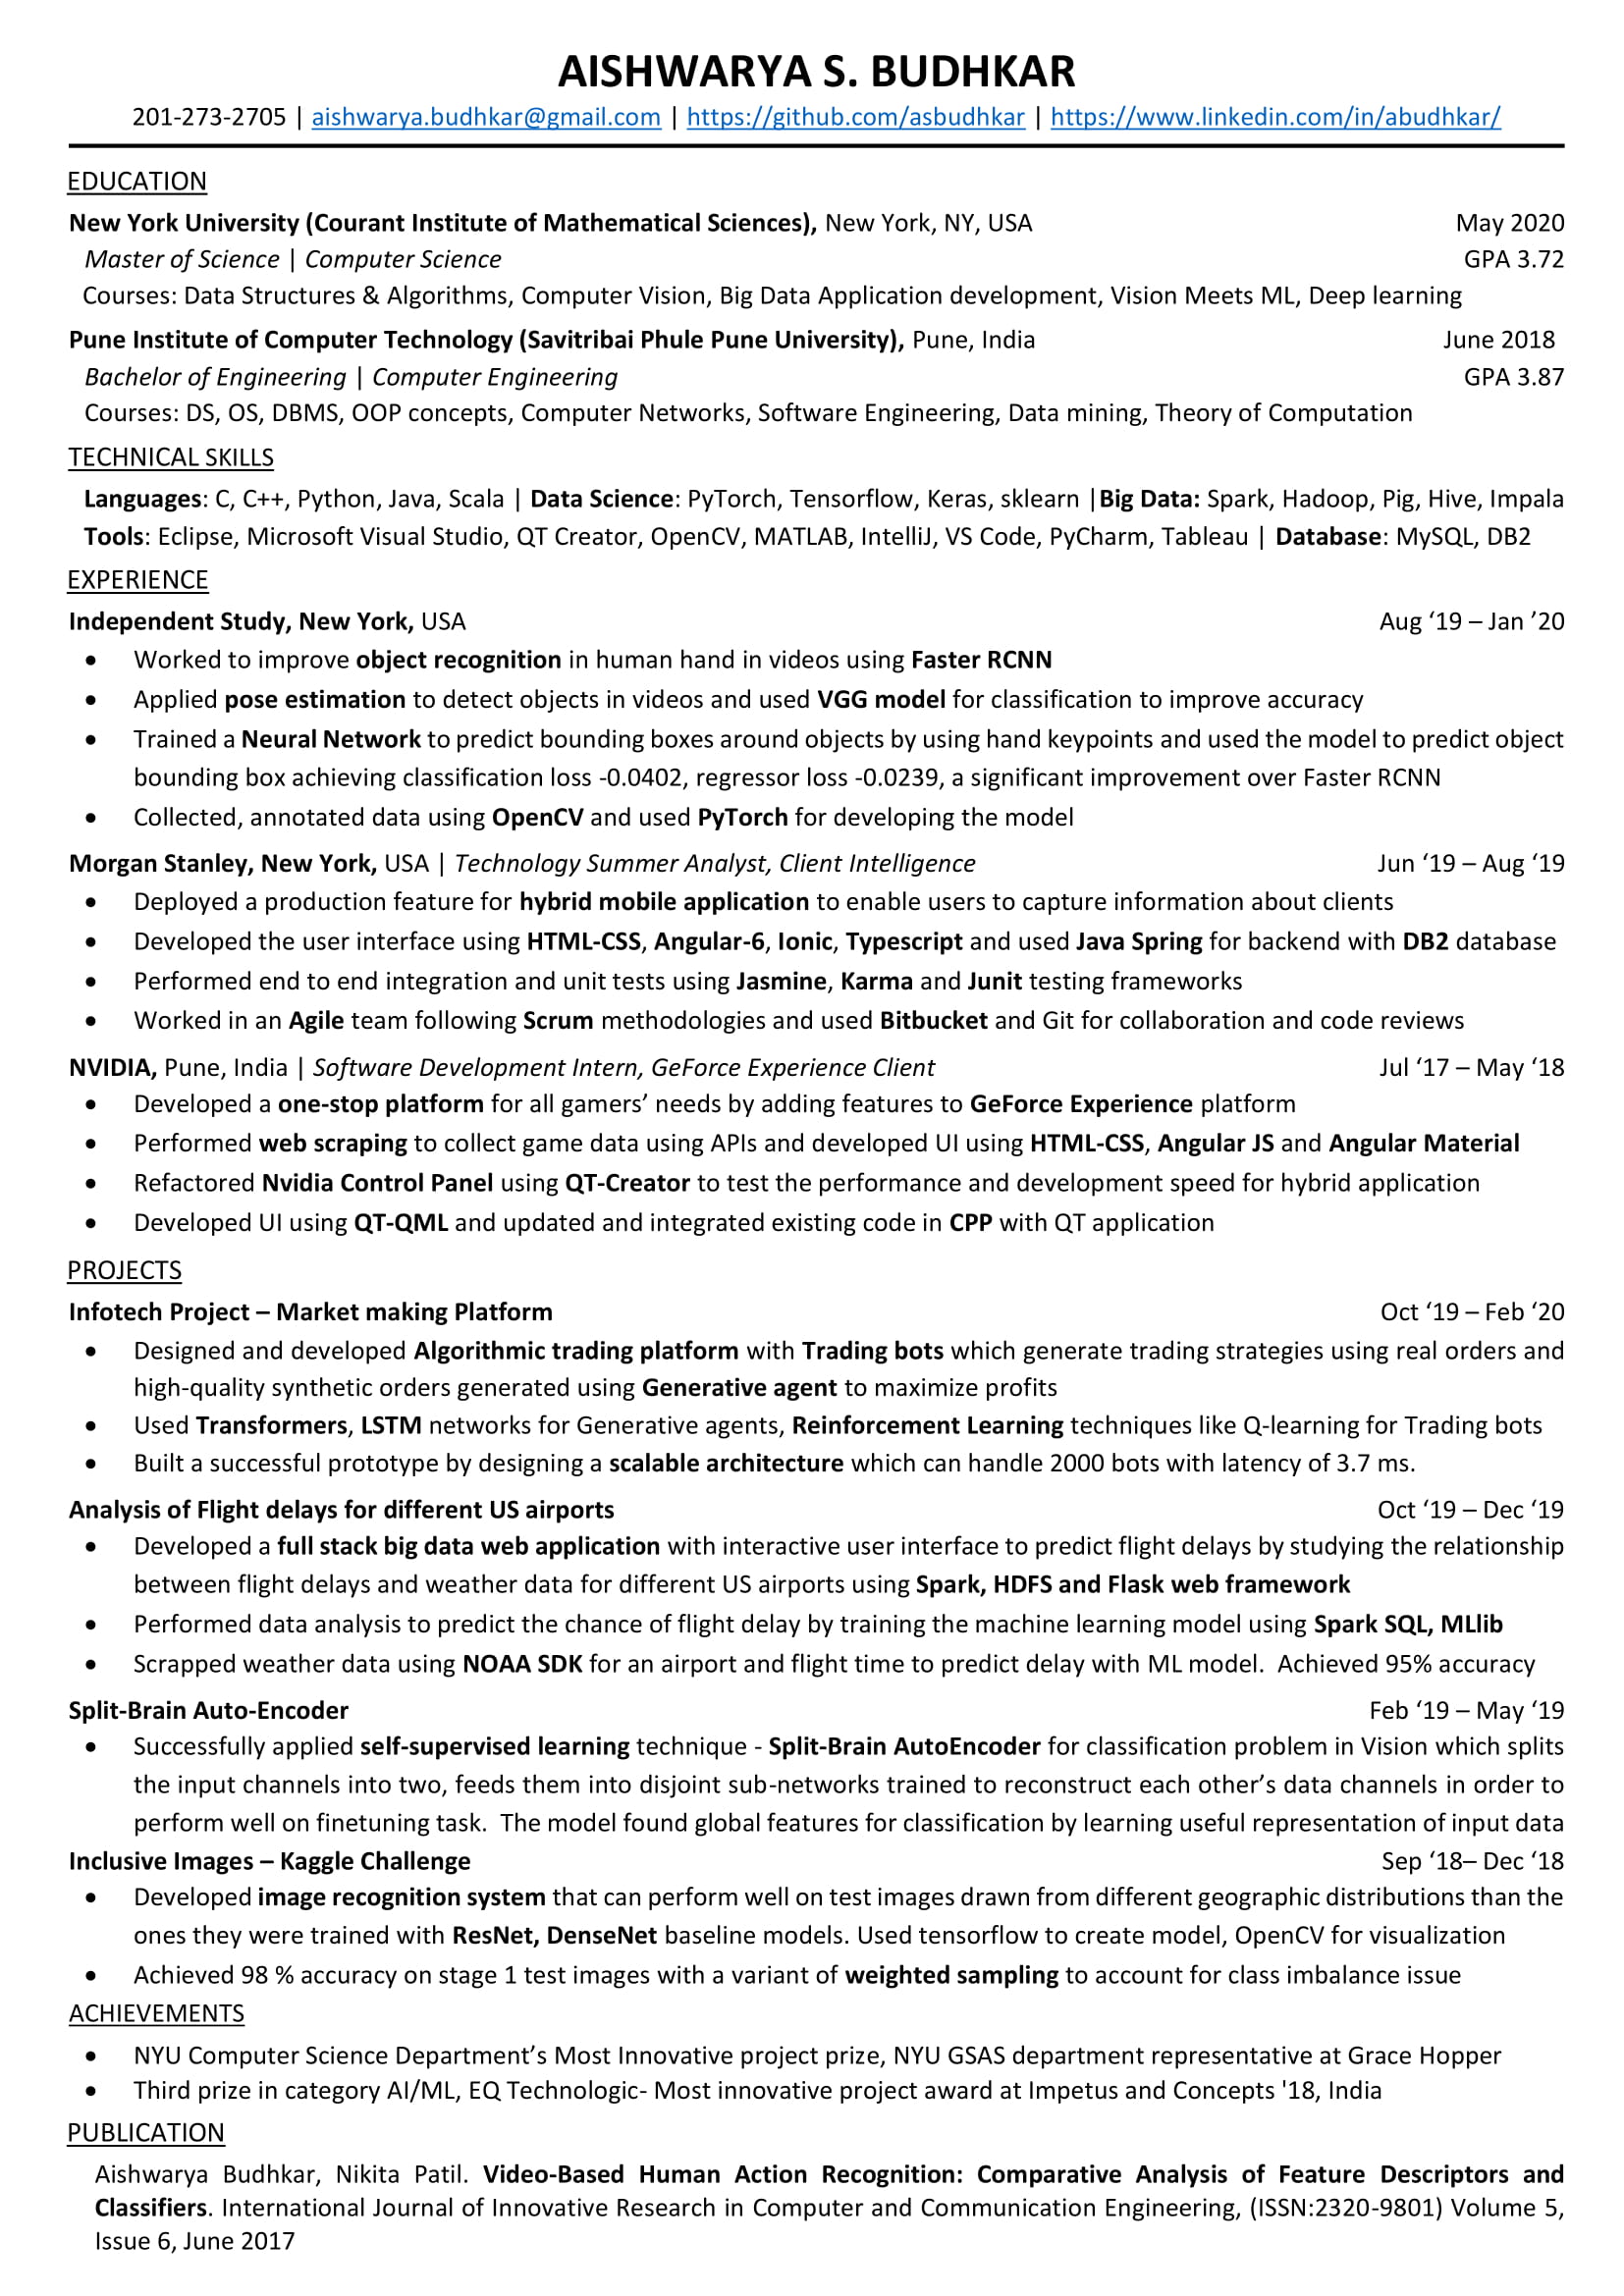 AISHWARYA S. BUDHKAR
201-273-2705 | aishwarya.budhkar@gmail.com | https://github.com/asbudhkar | https://www.linkedin.com/in/abudhkar/
EDUCATION
New York University (Courant Institute of Mathematical Sciences), New York, NY, USA May 2020
Master of Science | Computer Science GPA 3.72
Courses: Data Structures & Algorithms, Computer Vision, Big Data Application development, Vision Meets ML, Deep learning
Pune Institute of Computer Technology (Savitribai Phule Pune University), Pune, India June 2018
Bachelor of Engineering | Computer Engineering GPA 3.87
Courses: DS, OS, DBMS, OOP concepts, Computer Networks, Software Engineering, Data mining, Theory of Computation
TECHNICAL SKILLS
Languages: C, C++, Python, Java, Scala | Data Science: PyTorch, Tensorflow, Keras, sklearn |Big Data: Spark, Hadoop, Pig, Hive, Impala
Tools: Eclipse, Microsoft Visual Studio, QT Creator, OpenCV, MATLAB, IntelliJ, VS Code, PyCharm, Tableau | Database: MySQL, DB2
EXPERIENCE
Independent Study, New York, USA Aug ‘19 – Jan ’20
• Worked to improve object recognition in human hand in videos using Faster RCNN
• Applied pose estimation to detect objects in videos and used VGG model for classification to improve accuracy
• Trained a Neural Network to predict bounding boxes around objects by using hand keypoints and used the model to predict object
bounding box achieving classification loss -0.0402, regressor loss -0.0239, a significant improvement over Faster RCNN
• Collected, annotated data using OpenCV and used PyTorch for developing the model
Morgan Stanley, New York, USA | Technology Summer Analyst, Client Intelligence Jun ‘19 – Aug ‘19
• Deployed a production feature for hybrid mobile application to enable users to capture information about clients
• Developed the user interface using HTML-CSS, Angular-6, Ionic, Typescript and used Java Spring for backend with DB2 database
• Performed end to end integration and unit tests using Jasmine, Karma and Junit testing frameworks
• Worked in an Agile team following Scrum methodologies and used Bitbucket and Git for collaboration and code reviews
NVIDIA, Pune, India | Software Development Intern, GeForce Experience Client Jul ‘17 – May ‘18
• Developed a one-stop platform for all gamers’ needs by adding features to GeForce Experience platform
• Performed web scraping to collect game data using APIs and developed UI using HTML-CSS, Angular JS and Angular Material
• Refactored Nvidia Control Panel using QT-Creator to test the performance and development speed for hybrid application
• Developed UI using QT-QML and updated and integrated existing code in CPP with QT application
PROJECTS
Infotech Project – Market making Platform Oct ‘19 – Feb ‘20
• Designed and developed Algorithmic trading platform with Trading bots which generate trading strategies using real orders and
high-quality synthetic orders generated using Generative agent to maximize profits
• Used Transformers, LSTM networks for Generative agents, Reinforcement Learning techniques like Q-learning for Trading bots
• Built a successful prototype by designing a scalable architecture which can handle 2000 bots with latency of 3.7 ms.
Analysis of Flight delays for different US airports Oct ‘19 – Dec ‘19
• Developed a full stack big data web application with interactive user interface to predict flight delays by studying the relationship
between flight delays and weather data for different US airports using Spark, HDFS and Flask web framework
• Performed data analysis to predict the chance of flight delay by training the machine learning model using Spark SQL, MLlib
• Scrapped weather data using NOAA SDK for an airport and flight time to predict delay with ML model. Achieved 95% accuracy
Split-Brain Auto-Encoder Feb ‘19 – May ‘19
• Successfully applied self-supervised learning technique - Split-Brain AutoEncoder for classification problem in Vision which splits
the input channels into two, feeds them into disjoint sub-networks trained to reconstruct each other’s data channels in order to
perform well on finetuning task. The model found global features for classification by learning useful representation of input data
Inclusive Images – Kaggle Challenge Sep ‘18– Dec ‘18
• Developed image recognition system that can perform well on test images drawn from different geographic distributions than the
ones they were trained with ResNet, DenseNet baseline models. Used tensorflow to create model, OpenCV for visualization
• Achieved 98 % accuracy on stage 1 test images with a variant of weighted sampling to account for class imbalance issue
ACHIEVEMENTS
• NYU Computer Science Department’s Most Innovative project prize, NYU GSAS department representative at Grace Hopper
• Third prize in category AI/ML, EQ Technologic- Most innovative project award at Impetus and Concepts '18, India
PUBLICATION
Aishwarya Budhkar, Nikita Patil. Video-Based Human Action Recognition: Comparative Analysis of Feature Descriptors and
Classifiers. International Journal of Innovative Research in Computer and Communication Engineering, (ISSN:2320-9801) Volume 5,
Issue 6, June 2017